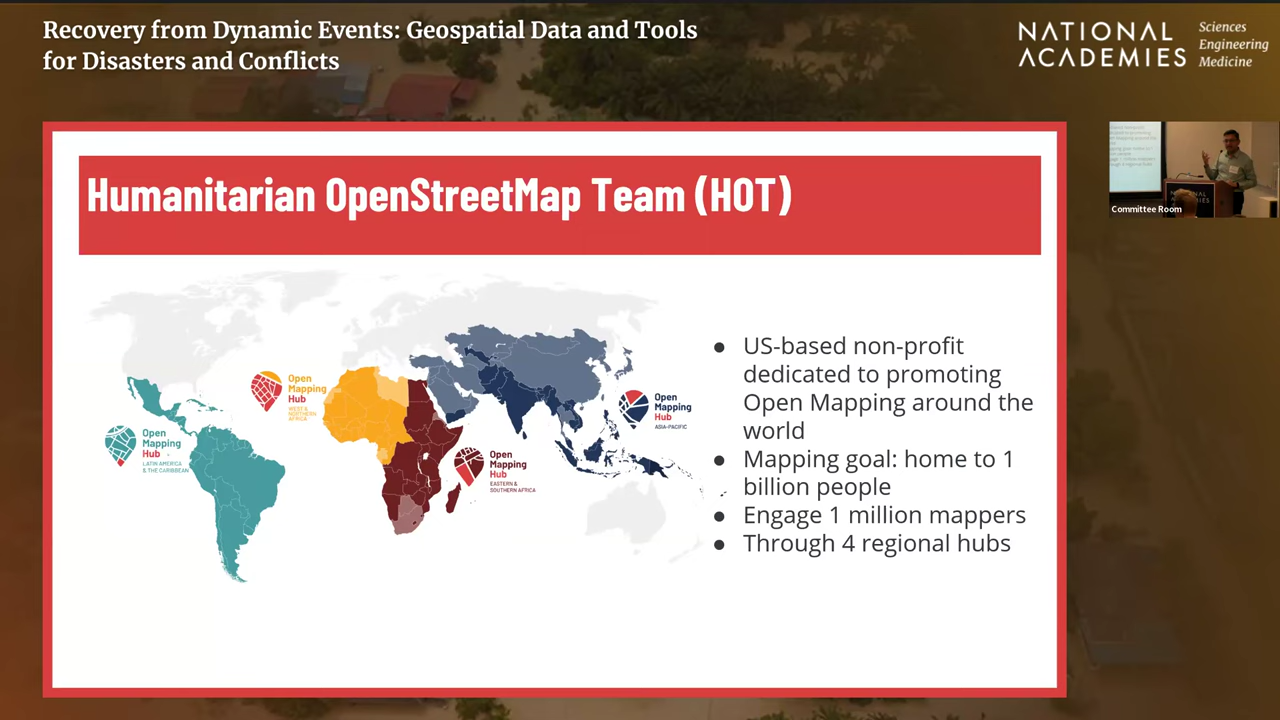 Recovery from Dynamic Events: Geospatial Data and Tools
for Disasters and Conflicts
NATIONAL
ACADEMIES
Sciences
Engineering
Medicine
Humanitarian OpenStreetMap Team (HOT)
Open
Mapping
Hub
LATIN AMERICA
& THE CARIBBEAN
Open
Mapping
Hub
WEST &
NORTHERN
AFRICA
Open
Mapping
Hub
EASTERN &
SOUTHERN AFRICA
Open
Mapping
Hub
ASIA-PACIFIC
● US-based non-profit
dedicated to promoting
Open Mapping around the
world
● Mapping goal: home to 1
billion people
● Engage 1 million mappers
● Through 4 regional hubs
Committee Room